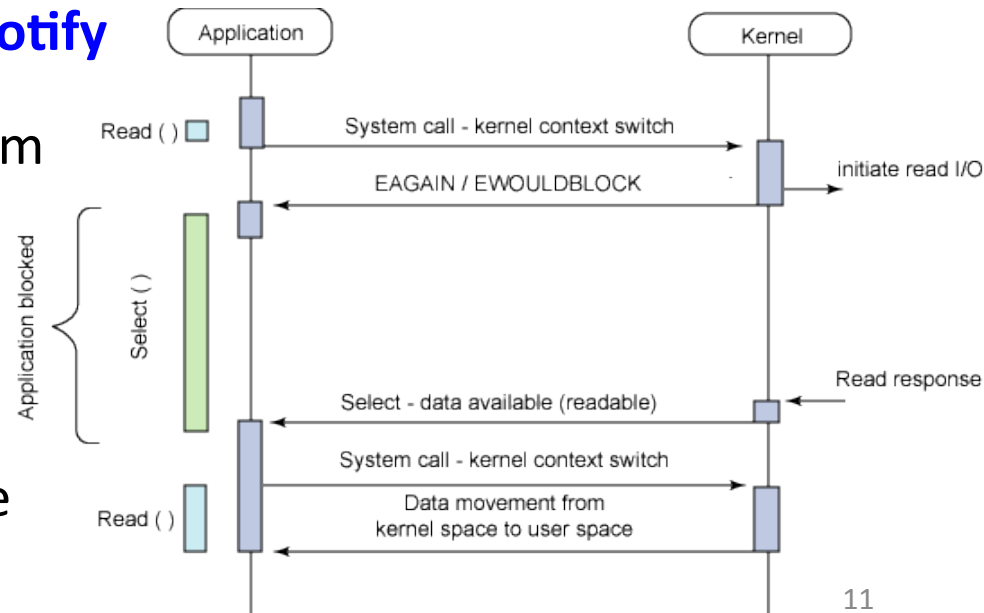 otify
Application
Kernel
m
Read ( )
System call - kernel context switch
initiate read I/O
EAGAIN / EWOULDBLOCK
Application blocked
Select ( )
Read response
Select - data available (readable)
System call - kernel context switch
e
Read ( )
Data movement from
kernel space to user space
11